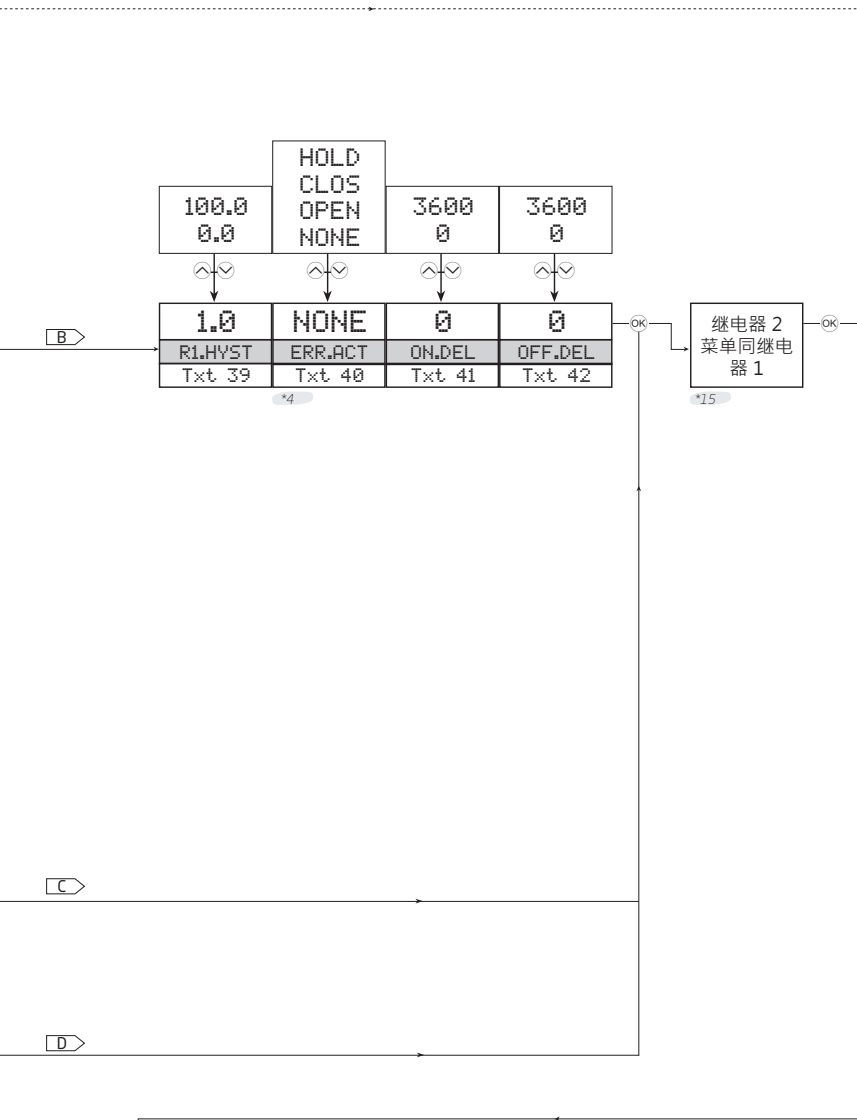 HOLD
CLOS
OPEN
NONE
100.0
0.0
3600
0
3600
0
1.0
NONE
0
0
OK
B
R1.HYST
ERR.ACT
ON.DEL
OFF.DEL
Txt 39
Txt 40
Txt 41
Txt 42
*4
继电器 2
菜单同继电
器 1
OK
*15
C
D